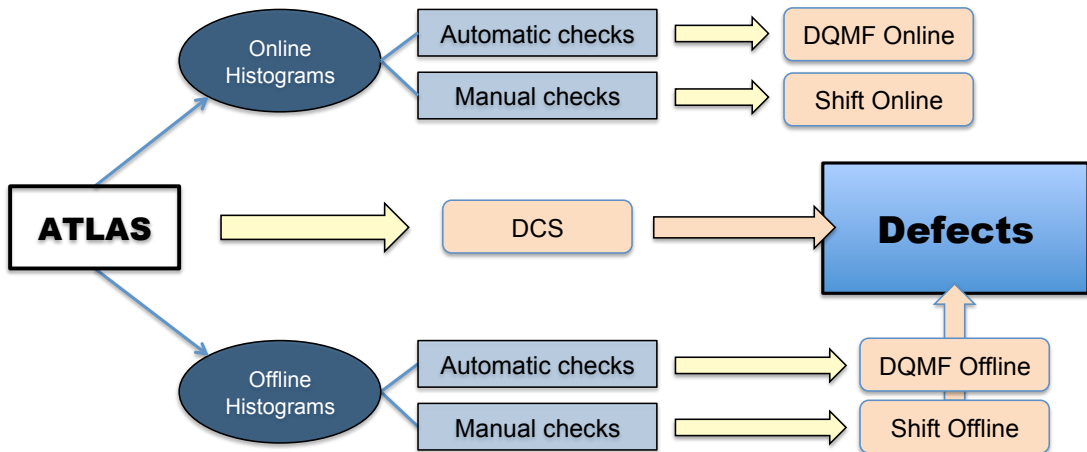 Online
Histograms
Automatic checks
DQMF Online
Manual checks
Shift Online
ATLAS
DCS
Defects
Offline
Histograms
Automatic checks
DQMF Offline
Manual checks
Shift Offline